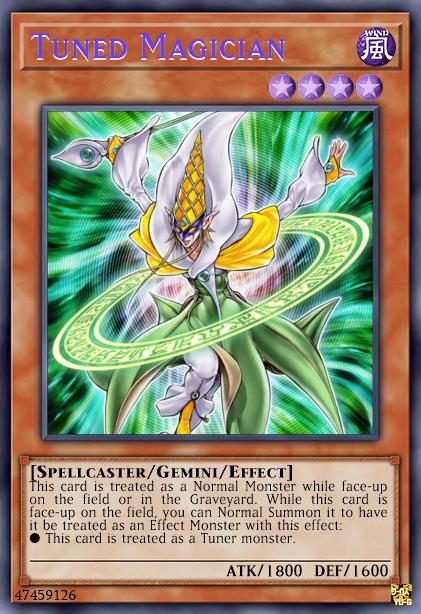 Tuned Magician
WIND
風
[Spellcaster/Gemini/Effect]
This card is treated as a Normal Monster while face-up
on the field or in the Graveyard. While this card is
face-up on the field, you can Normal Summon it to have
it be treated as an Effect Monster with this effect:
● This card is treated as a Tuner monster.
ATK/1800 DEF/1600
47459126